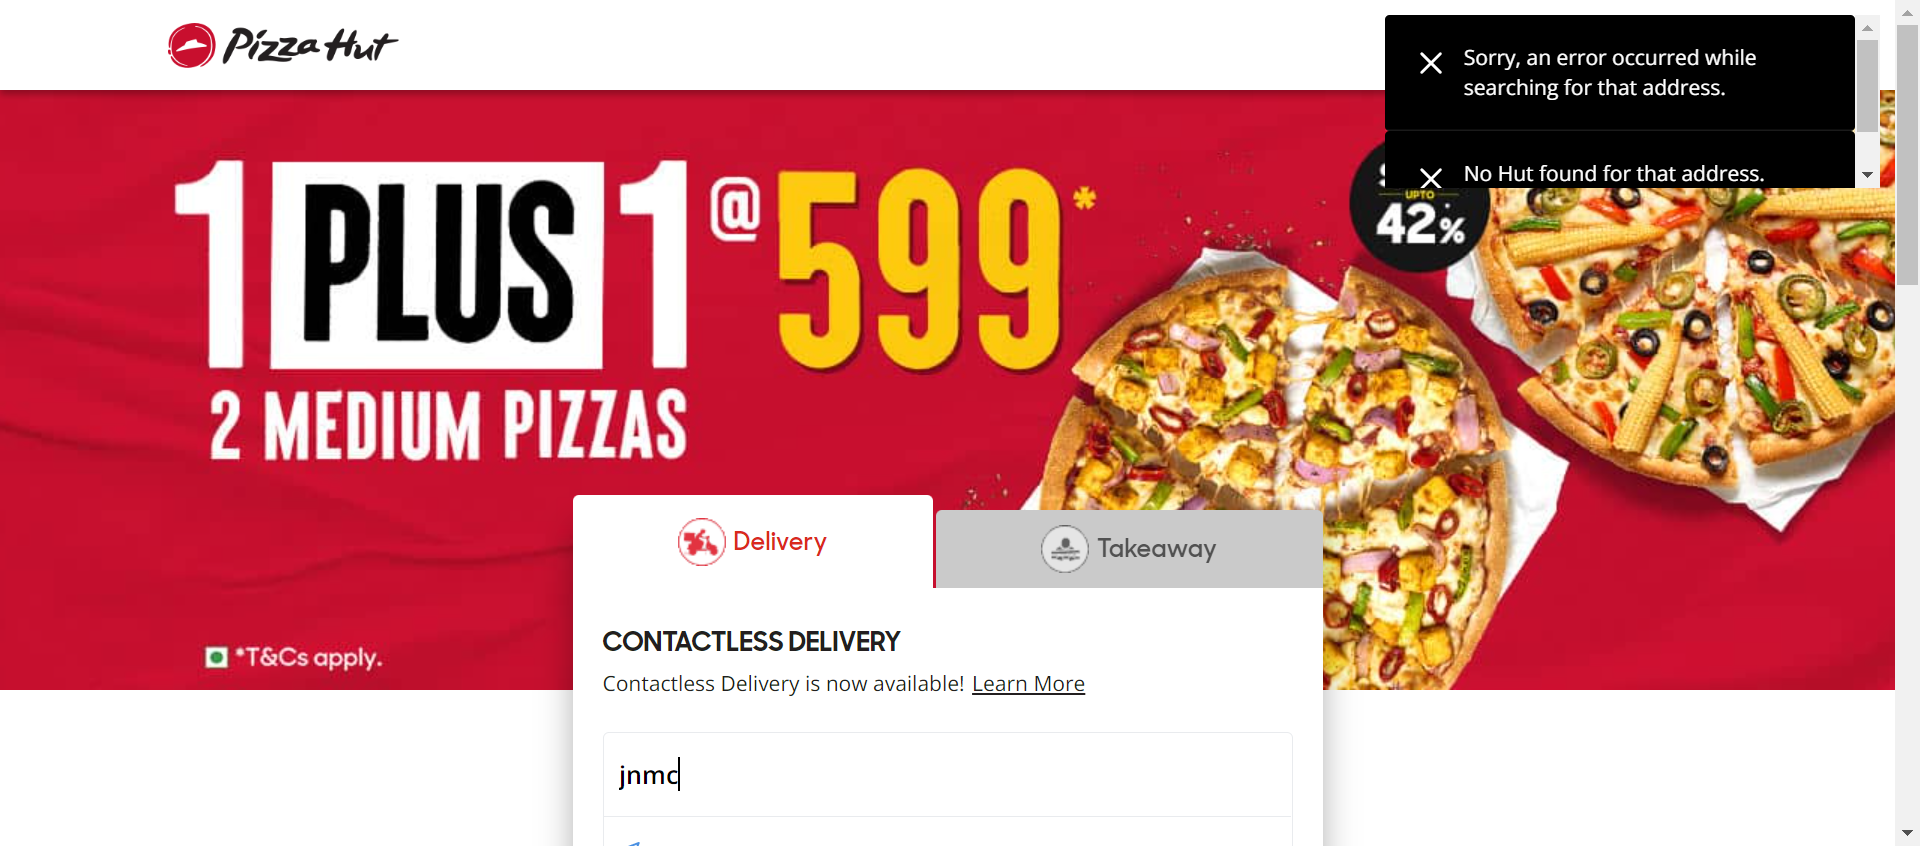 Pizza Hut
Sorry, an error occurred while
searching for that address.
No Hut found for that address.
1 PLUS 1 @ 599*
UPTO
42%
2 MEDIUM PIZZAS
Delivery
Takeaway
CONTACTLESS DELIVERY
*T&Cs apply.
Contactless Delivery is now available! Learn More
jnmc